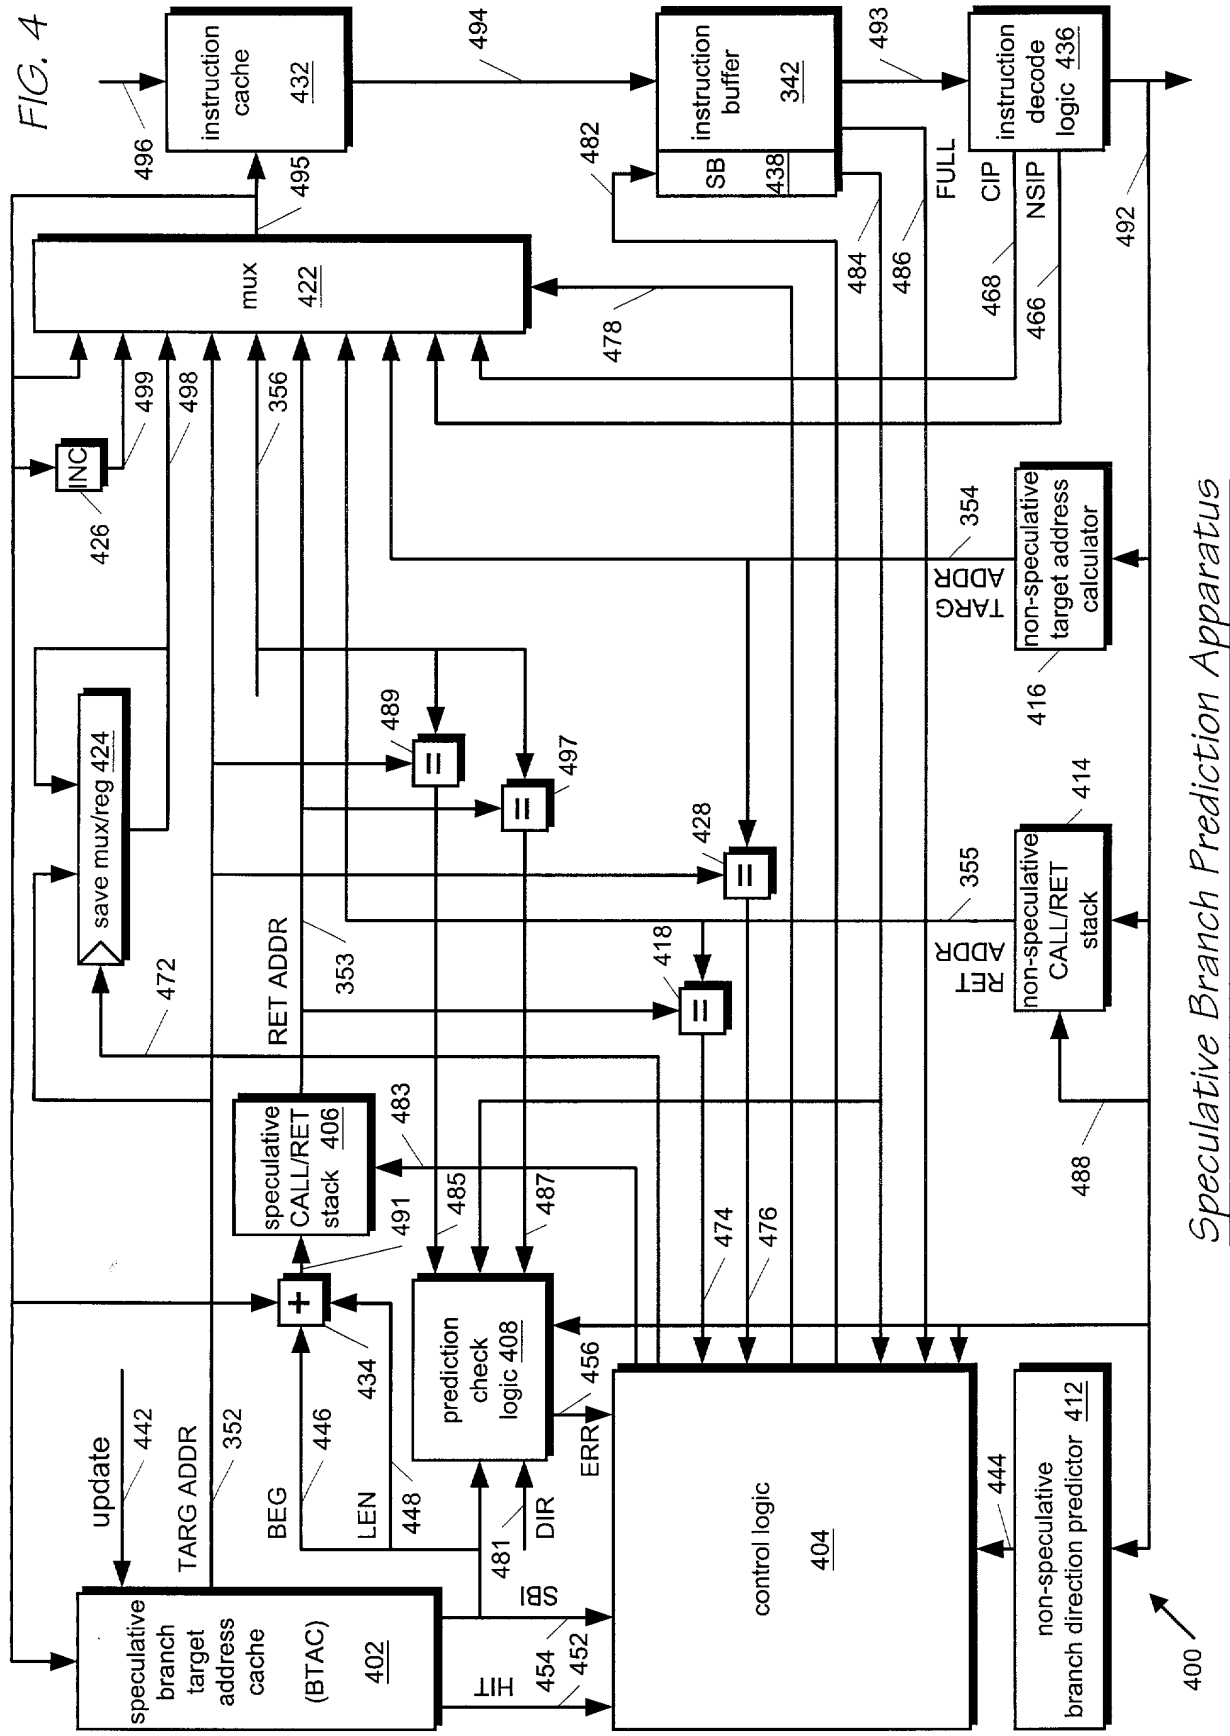 FIG. 4
update
442
TARG ADDR
352
speculative
branch
target
address
cache
(BTAC)
402
BEG
446
LEN
448
434
+
491
speculative
CALL/RET
stack 406
483
472
save mux/reg 424
RET ADDR
353
INC
426
499
498
356
mux
422
495
496
instruction
cache
432
494
482
SB
438
instruction
buffer
342
493
instruction
decode
logic 436
FULL
CIP
NSIP
484
486
468
466
492
478
=
489
=
497
=
428
=
418
485
487
474
476
prediction
check
logic 408
456
ERR
DIR
481
SBI
454
452
HIT
control logic
404
444
non-speculative
branch direction predictor 412
400
488
RET
ADDR
355
non-speculative
CALL/RET
stack
414
TARG
ADDR
354
non-speculative
target address
calculator
416
Speculative Branch Prediction Apparatus